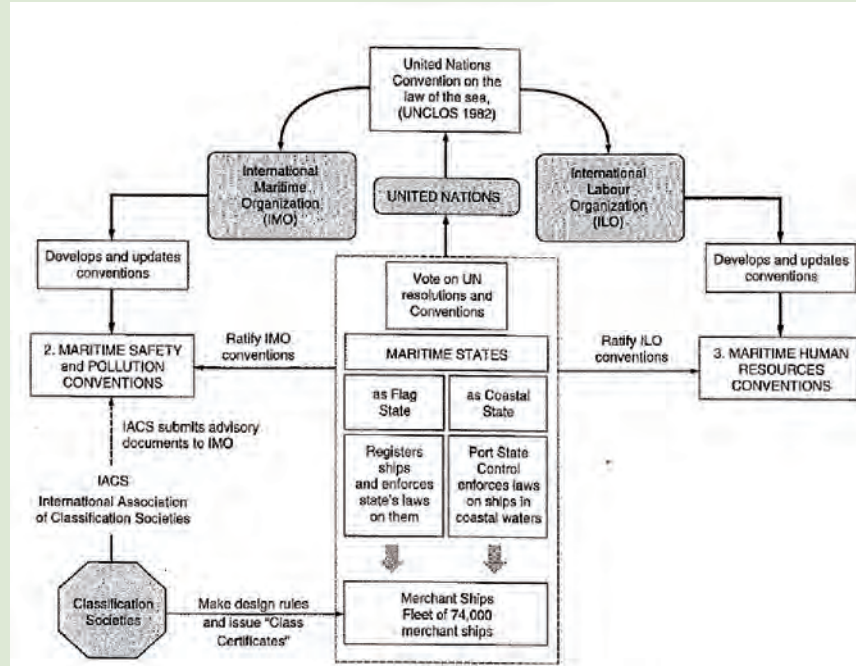 United Nations
Convention on the
law of the sea,
(UNCLOS 1982)
International
Maritime
Organization
(IMO)
UNITED NATIONS
International
Labour
Organization
(ILO)
Develops and updates
conventions
Vote on UN
resolutions and
Conventions
Develops and updates
conventions
2. MARITIME SAFETY
and POLLUTION
CONVENTIONS
Ratify IMO
conventions
MARITIME STATES
Ratify ILO
conventions
3. MARITIME HUMAN
RESOURCES
CONVENTIONS
as Flag
State
as Coastal
State
IACS submits advisory
documents to IMO
Registers
ships
and enforces
state's laws
on them
Port State
Control
enforces laws
on ships in
coastal waters
IACS
International Association
of Classification Societies
Classification
Societies
Make design rules
and issue "Class
Certificates"
Merchant Ships
Fleet of 74,000
merchant ships